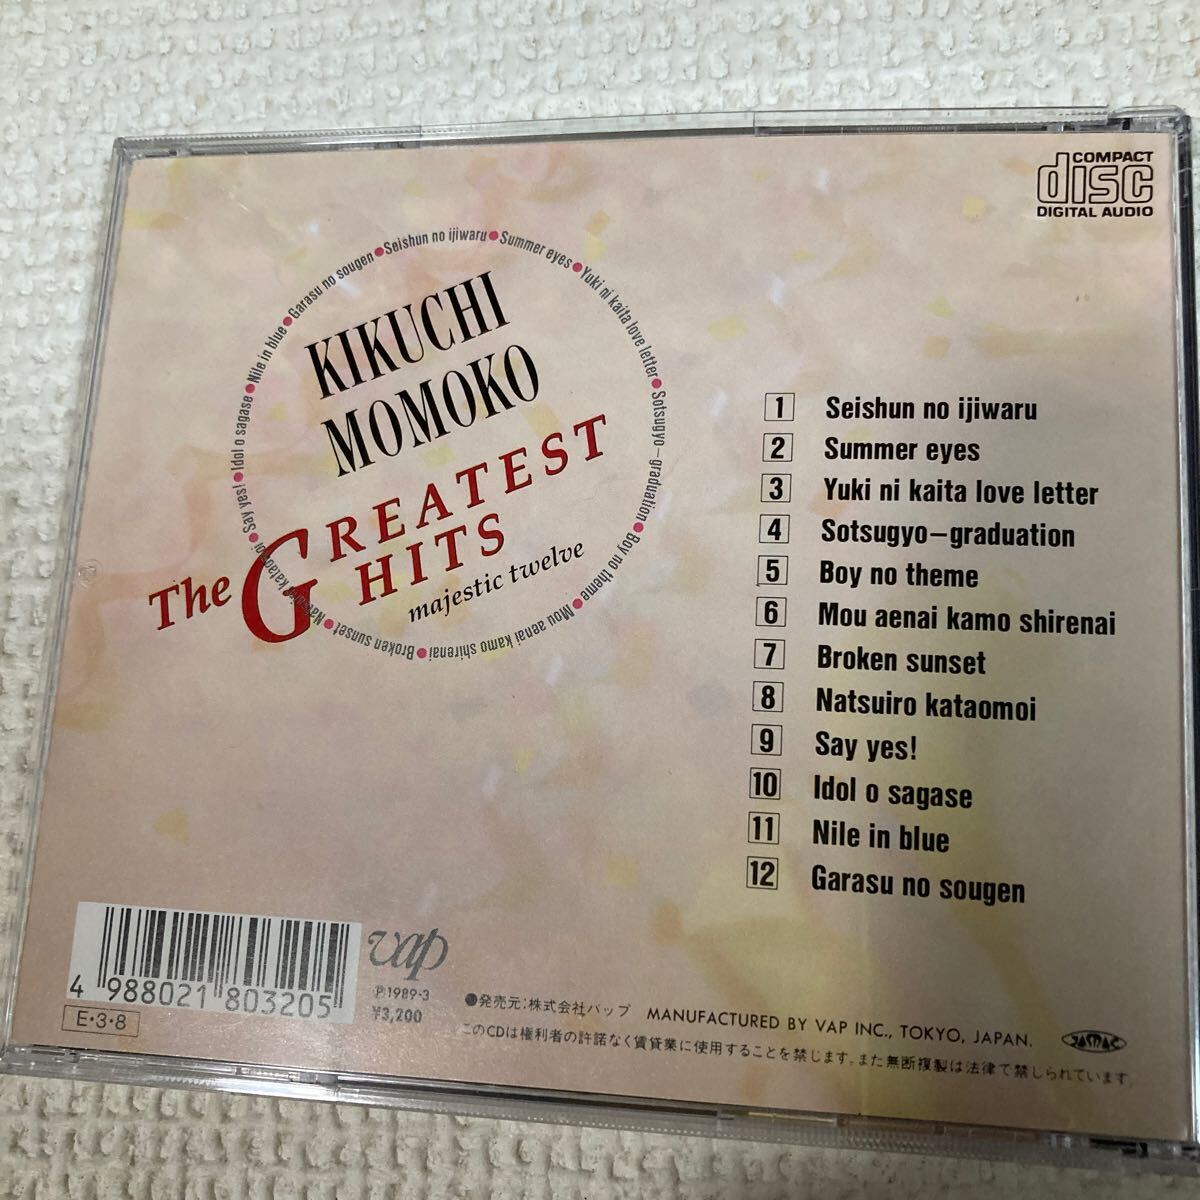 COMPACT
disc
DIGITAL AUDIO
Seishun no ijiwaru●Summer eyes●Yuki ni kaita love letter●Sotsugyo—graduation●Boy no theme●Mou aenai kamo shirenai●Broken sunset●Natsuiro kataomoi●Say yes!●Idol o sagase●Nile in blue●Garasu no sougen●
KIKUCHI
MOMOKO
The GREATEST
HITS
majestic twelve
1 Seishun no ijiwaru
2 Summer eyes
3 Yuki ni kaita love letter
4 Sotsugyo—graduation
5 Boy no theme
6 Mou aenai kamo shirenai
7 Broken sunset
8 Natsuiro kataomoi
9 Say yes!
10 Idol o sagase
11 Nile in blue
12 Garasu no sougen
4 988021 803205
E・3・8
vap
Ⓟ1989・3
¥3,200
●発売元：株式会社バップ MANUFACTURED BY VAP INC., TOKYO, JAPAN.
このCDは権利者の許諾なく賃貸業に使用することを禁じます。また無断複製は法律で禁じられています。
JASRAC